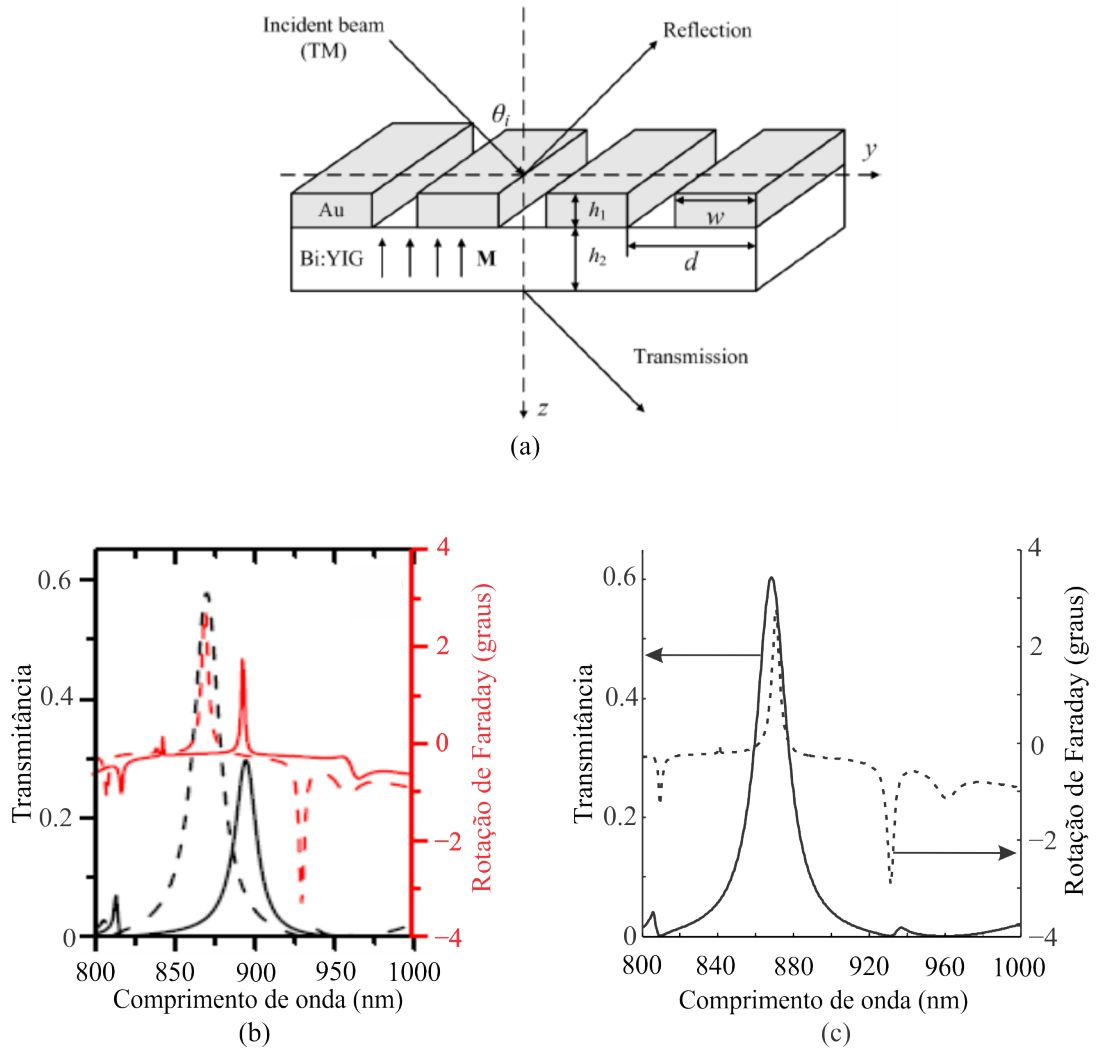 Incident beam
(TM)
Reflection
θi
y
Au
h1
w
Bi:YIG
M
h2
d
Transmission
z
(a)
0.6
0.4
0.2
0
Transmitância
4
2
0
−2
−4
Rotação de Faraday (graus)
800 850 900 950 1000
Comprimento de onda (nm)
(b)
0.6
0.4
0.2
0
Transmitância
4
2
0
−2
−4
Rotação de Faraday (graus)
800 840 880 920 960 1000
Comprimento de onda (nm)
(c)